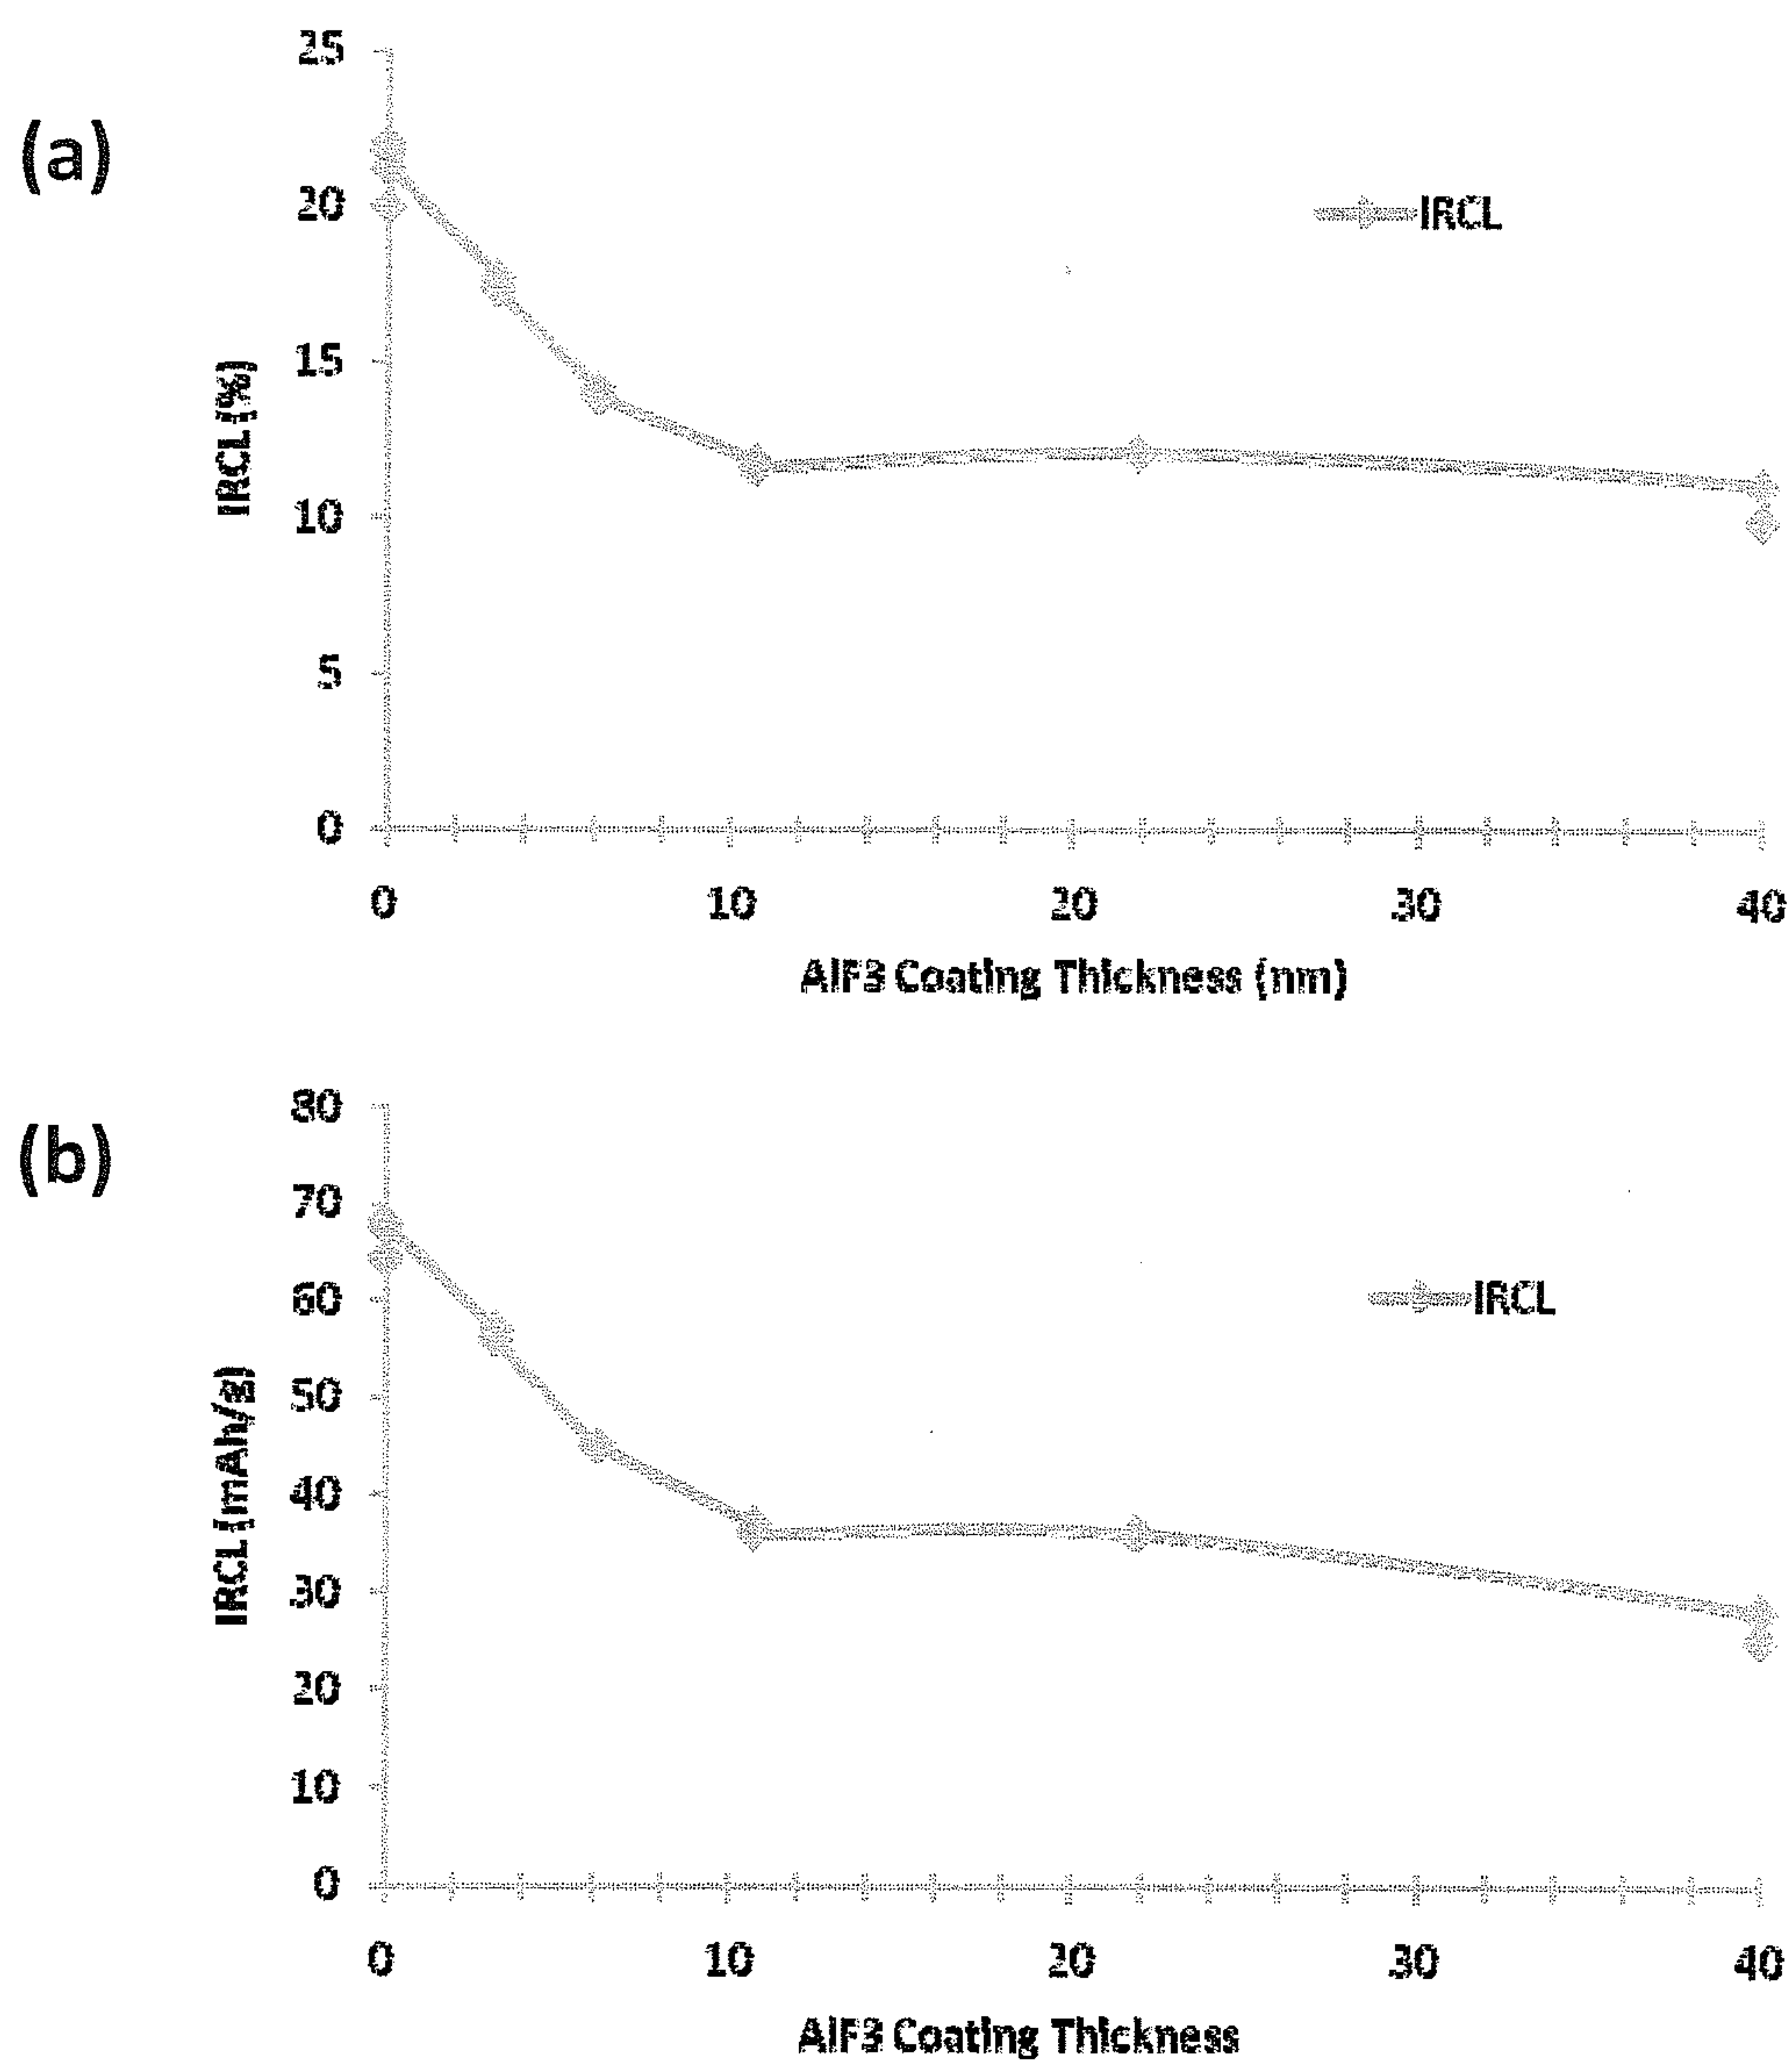 (a)
25
20
15
10
5
0
IRCL (%)
IRCL
0 10 20 30 40
AlF3 Coating Thickness (nm)
(b)
80
70
60
50
40
30
20
10
0
IRCL (mAh/g)
IRCL
0 10 20 30 40
AlF3 Coating Thickness